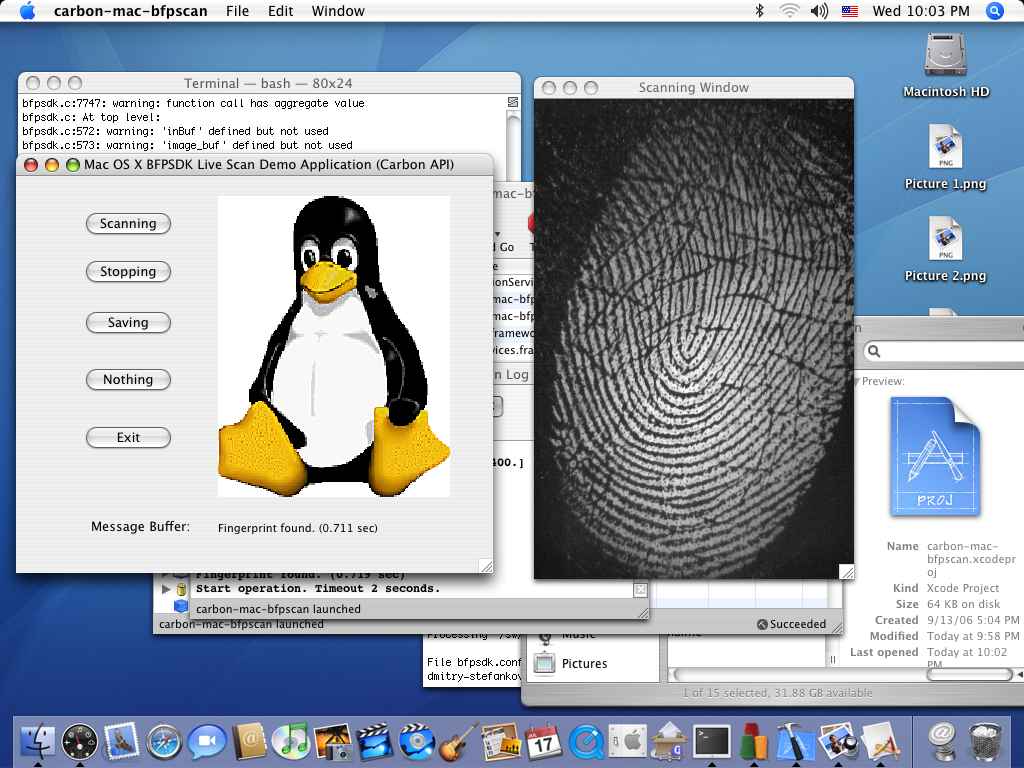 carbon-mac-bfpscan File Edit Window Wed 10:03 PM
Macintosh HD
Picture 1.png
Picture 2.png
Terminal — bash — 80x24
bfpsdk.c:7747: warning: function call has aggregate value
bfpsdk.c: At top level:
bfpsdk.c:572: warning: 'inBuf' defined but not used
bfpsdk.c:573: warning: 'image_buf' defined but not used
Mac OS X BFPSDK Live Scan Demo Application (Carbon API)
Scanning
Stopping
Saving
Nothing
Exit
Message Buffer: Fingerprint found. (0.711 sec)
Scanning Window
mac-b
d Go
ionServi
mac-bfp
mac-bfp
framewo
vices.fra
n Log
400.]
Fingerprint found. (0.719 sec)
Start operation. Timeout 2 seconds.
carbon-mac-bfpscan launched
carbon-mac-bfpscan launched
Succeeded
File bfpsdk.conf
dmitry-stefankov
Music
Pictures
1 of 15 selected, 31.88 GB available
Preview:
PROJ
Name carbon-mac-
bfpscan.xcodepr
oj
Kind Xcode Project
Size 64 KB on disk
Created 9/13/06 5:04 PM
Modified Today at 9:58 PM
Last opened Today at 10:02
PM
PNG
PNG
JUL
17